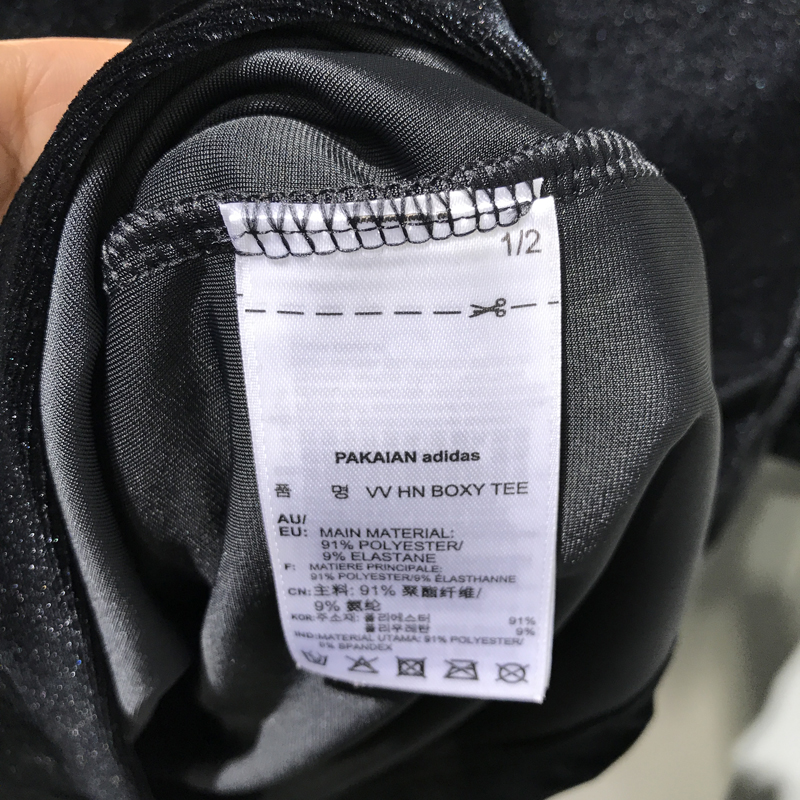 1/2
PAKAIAN adidas
품 명 VV HN BOXY TEE
AU/
EU: MAIN MATERIAL:
91% POLYESTER/
9% ELASTANE
F: MATIERE PRINCIPALE:
91% POLYESTER/9% ÉLASTHANNE
CN: 主料: 91% 聚酯纤维/
9% 氨纶
KOR: 주소재: 폴리에스터 91%
폴리우레탄 9%
IND: MATERIAL UTAMA: 91% POLYESTER/
9% SPANDEX